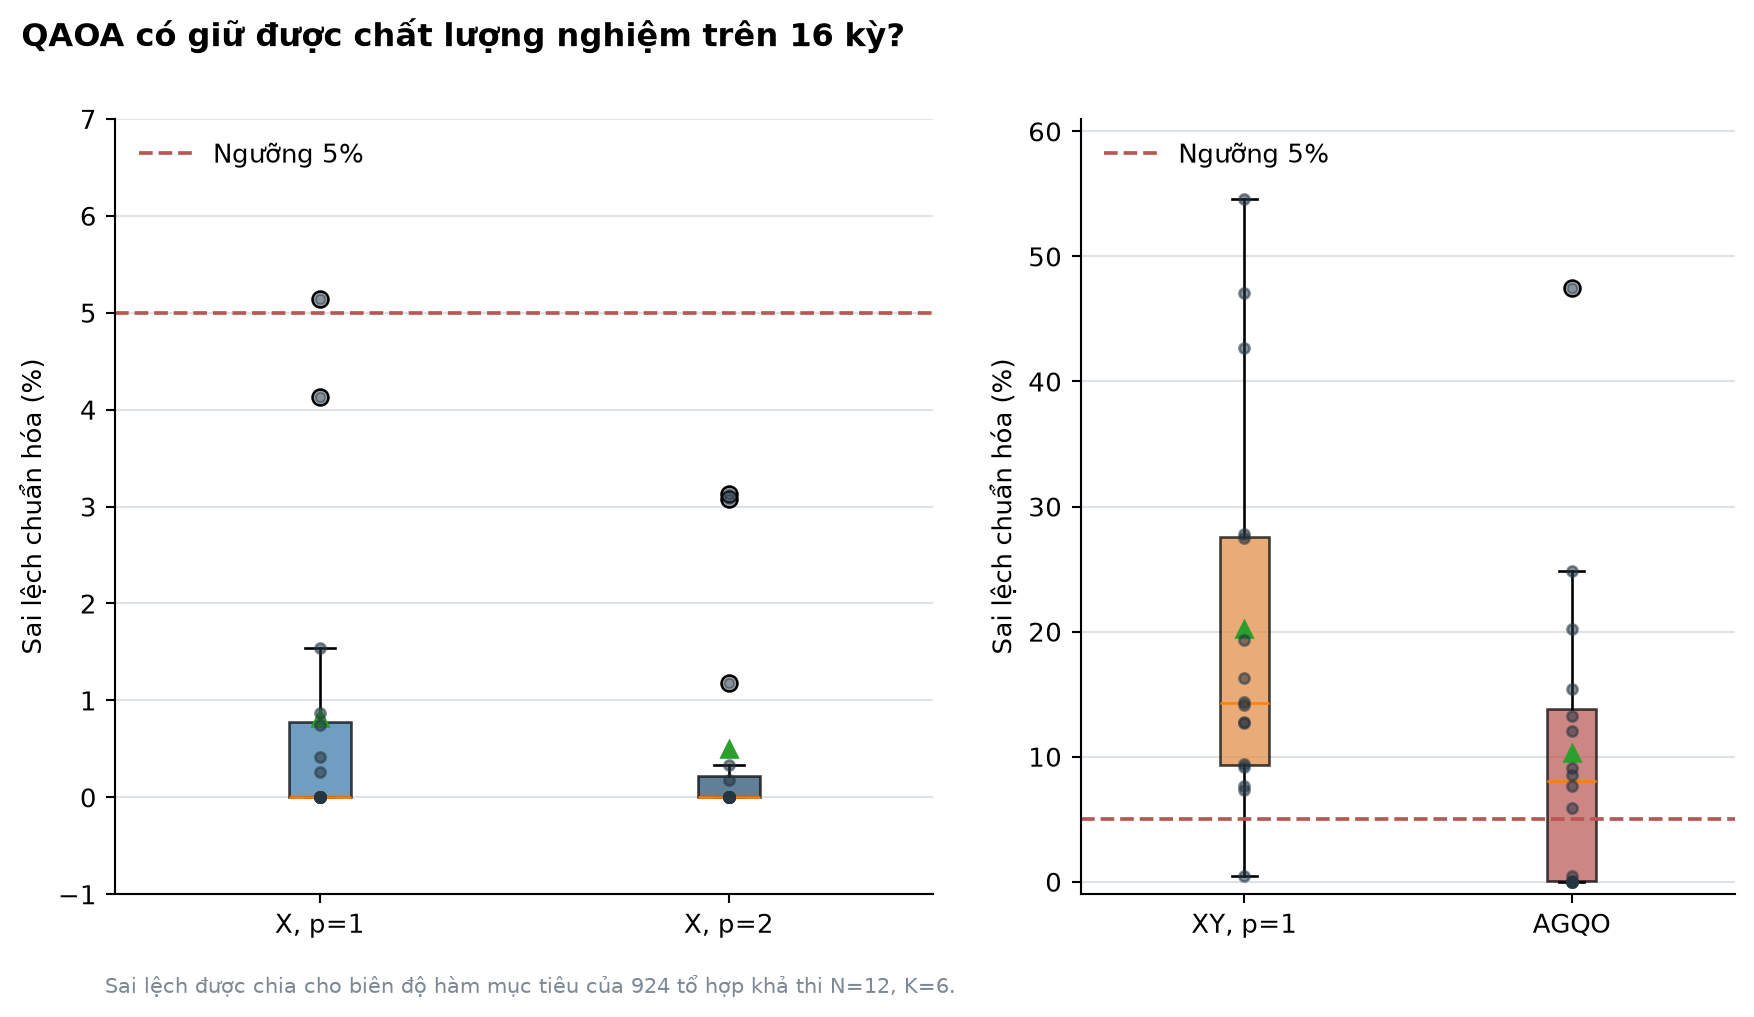 QAOA có giữ được chất lượng nghiệm trên 16 kỳ?
Sai lệch chuẩn hóa (%)
7
6
5
4
3
2
1
0
−1
Ngưỡng 5%
X, p=1
X, p=2
Sai lệch chuẩn hóa (%)
60
50
40
30
20
10
0
Ngưỡng 5%
XY, p=1
AGQO
Sai lệch được chia cho biên độ hàm mục tiêu của 924 tổ hợp khả thi N=12, K=6.